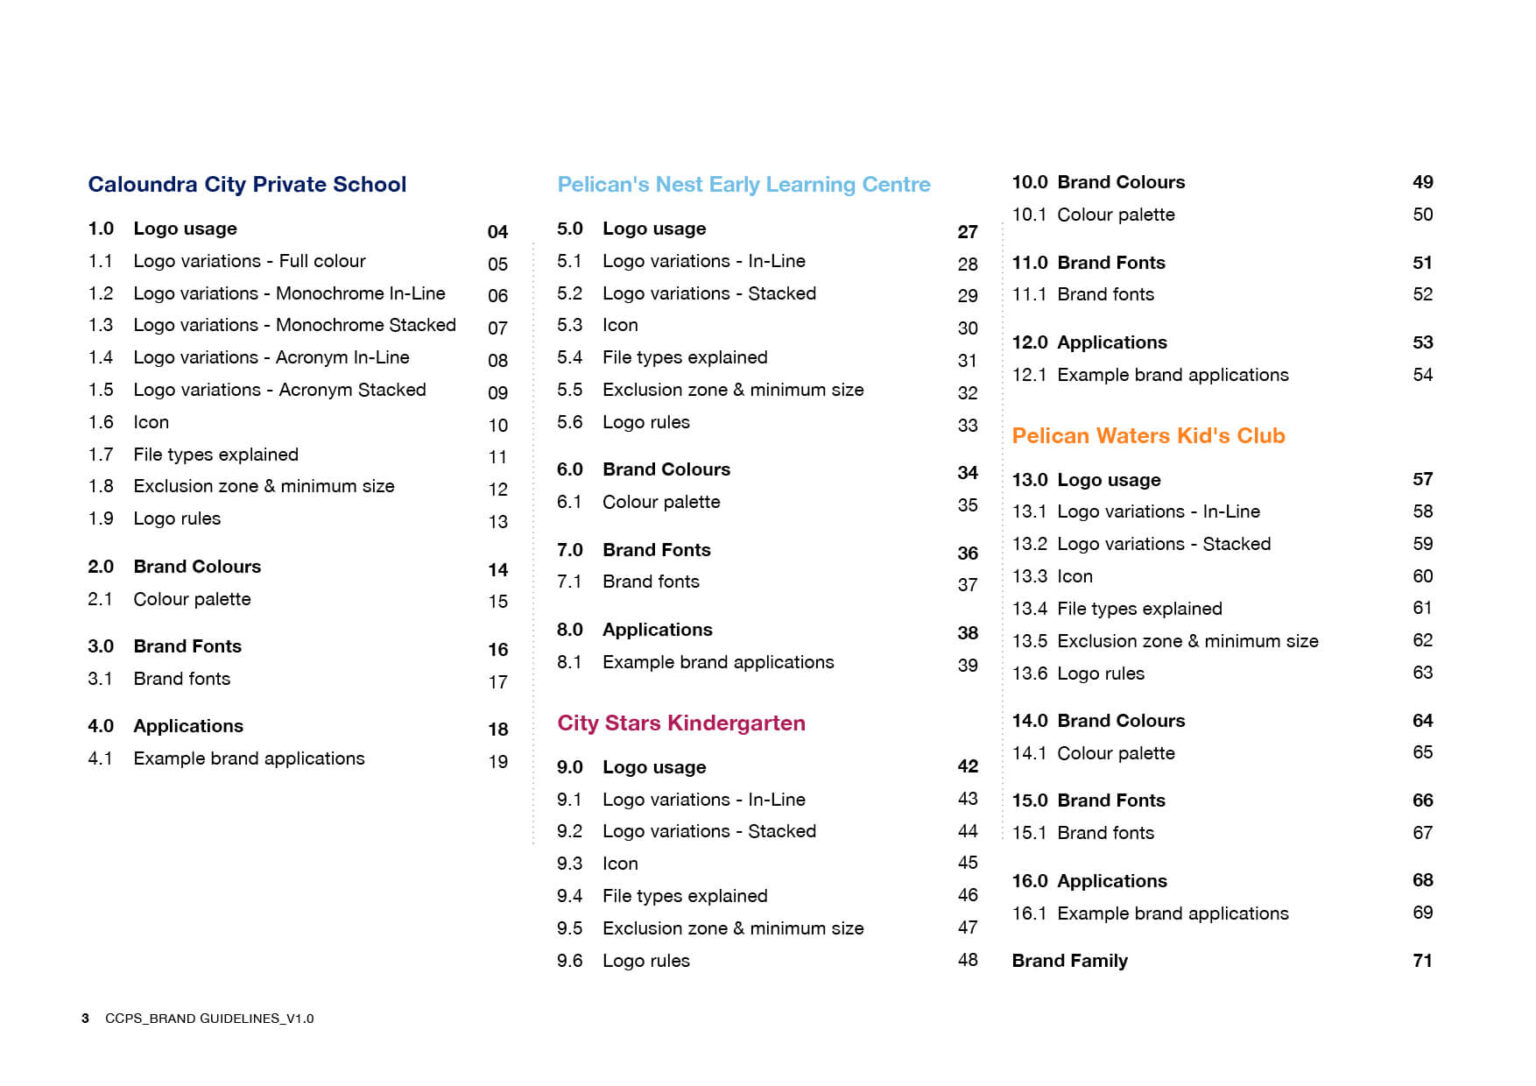 Caloundra City Private School
1.0 Logo usage 04
1.1 Logo variations - Full colour 05
1.2 Logo variations - Monochrome In-Line 06
1.3 Logo variations - Monochrome Stacked 07
1.4 Logo variations - Acronym In-Line 08
1.5 Logo variations - Acronym Stacked 09
1.6 Icon 10
1.7 File types explained 11
1.8 Exclusion zone & minimum size 12
1.9 Logo rules 13
2.0 Brand Colours 14
2.1 Colour palette 15
3.0 Brand Fonts 16
3.1 Brand fonts 17
4.0 Applications 18
4.1 Example brand applications 19
Pelican's Nest Early Learning Centre
5.0 Logo usage 27
5.1 Logo variations - In-Line 28
5.2 Logo variations - Stacked 29
5.3 Icon 30
5.4 File types explained 31
5.5 Exclusion zone & minimum size 32
5.6 Logo rules 33
6.0 Brand Colours 34
6.1 Colour palette 35
7.0 Brand Fonts 36
7.1 Brand fonts 37
8.0 Applications 38
8.1 Example brand applications 39
City Stars Kindergarten
9.0 Logo usage 42
9.1 Logo variations - In-Line 43
9.2 Logo variations - Stacked 44
9.3 Icon 45
9.4 File types explained 46
9.5 Exclusion zone & minimum size 47
9.6 Logo rules 48
10.0 Brand Colours 49
10.1 Colour palette 50
11.0 Brand Fonts 51
11.1 Brand fonts 52
12.0 Applications 53
12.1 Example brand applications 54
Pelican Waters Kid's Club
13.0 Logo usage 57
13.1 Logo variations - In-Line 58
13.2 Logo variations - Stacked 59
13.3 Icon 60
13.4 File types explained 61
13.5 Exclusion zone & minimum size 62
13.6 Logo rules 63
14.0 Brand Colours 64
14.1 Colour palette 65
15.0 Brand Fonts 66
15.1 Brand fonts 67
16.0 Applications 68
16.1 Example brand applications 69
Brand Family 71
3 CCPS_BRAND GUIDELINES_V1.0